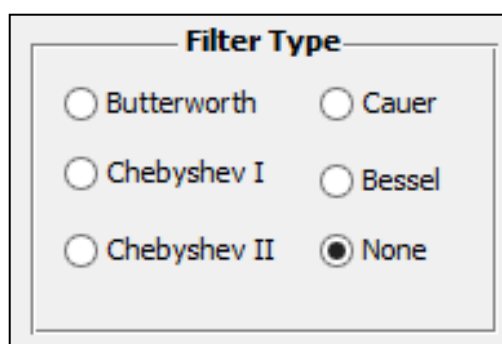 Filter Type
Butterworth
Cauer
Chebyshev I
Bessel
Chebyshev II
None